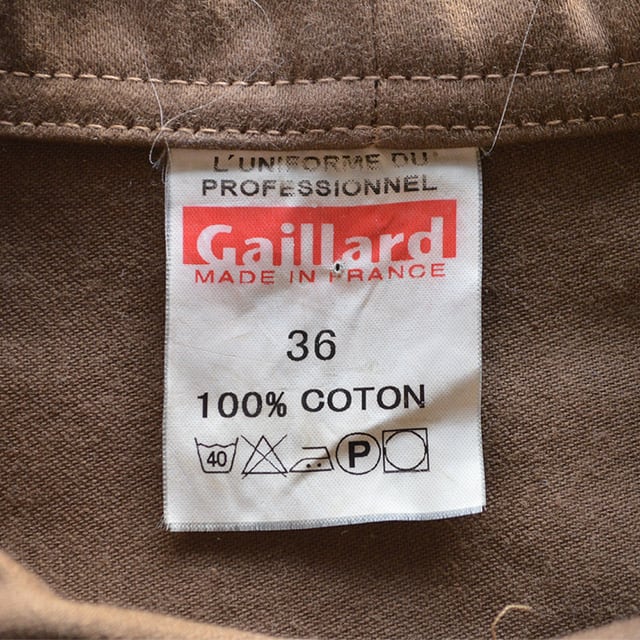 L'UNIFORME DU
PROFESSIONNEL
Gaillard
MADE IN FRANCE
36
100% COTON
40 P